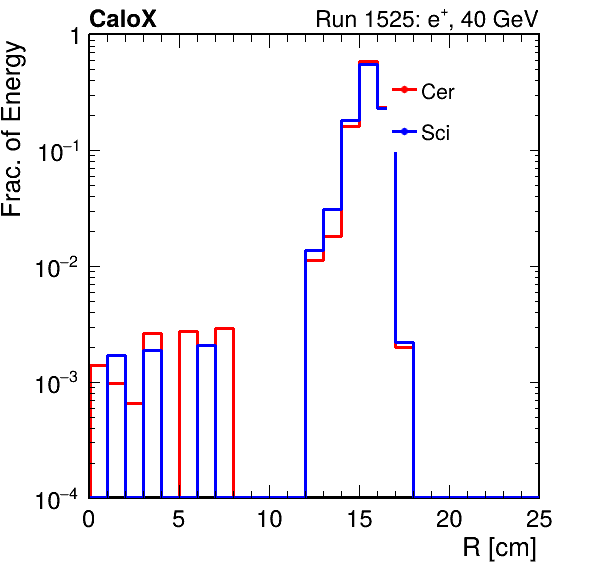 CaloX Run 1525: e⁺, 40 GeV
Frac. of Energy
1
10⁻¹
10⁻²
10⁻³
10⁻⁴
Cer
Sci
0 5 10 15 20 25
R [cm]